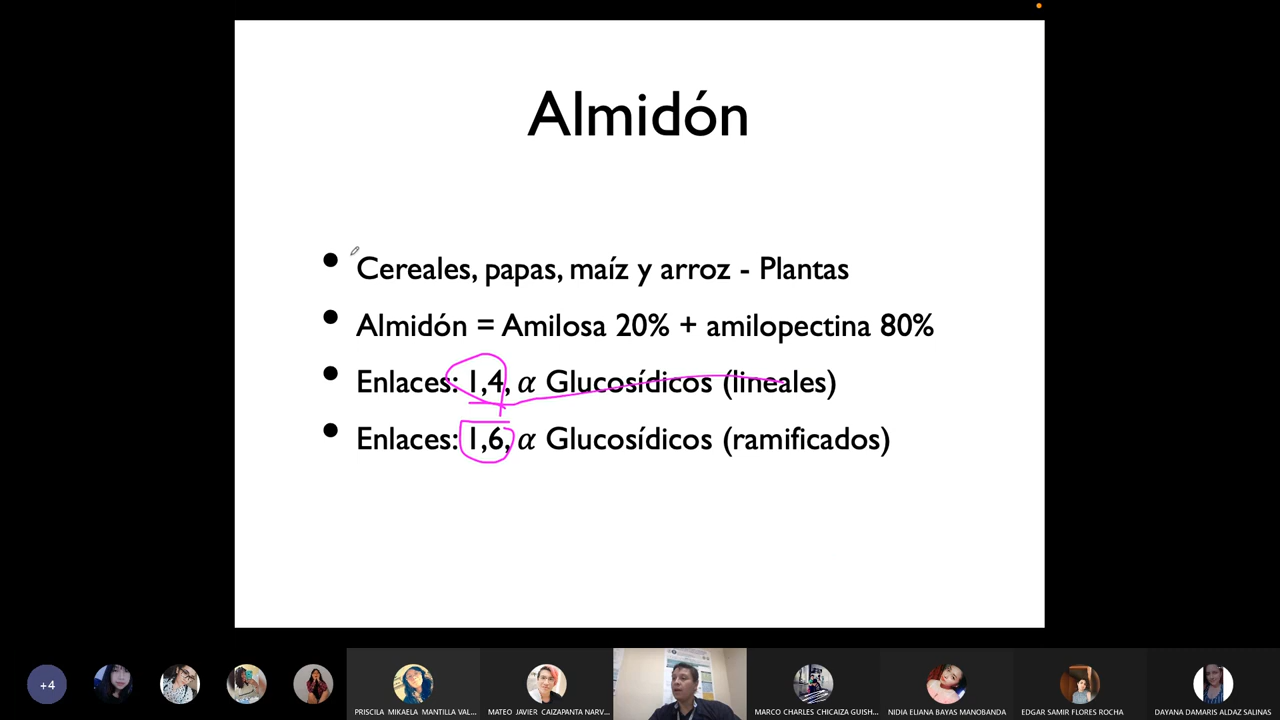 Almidón
• Cereales, papas, maíz y arroz - Plantas
• Almidón = Amilosa 20% + amilopectina 80%
• Enlaces: 1,4, α Glucosídicos (lineales)
• Enlaces: 1,6, α Glucosídicos (ramificados)
+4
PRISCILA MIKAELA MANTILLA VAL...
MATEO JAVIER CAIZAPANTA NARV...
MARCO CHARLES CHICAIZA GUISH...
NIDIA ELIANA BAYAS MANOBANDA
EDGAR SAMIR FLORES ROCHA
DAYANA DAMARIS ALDAZ SALINAS